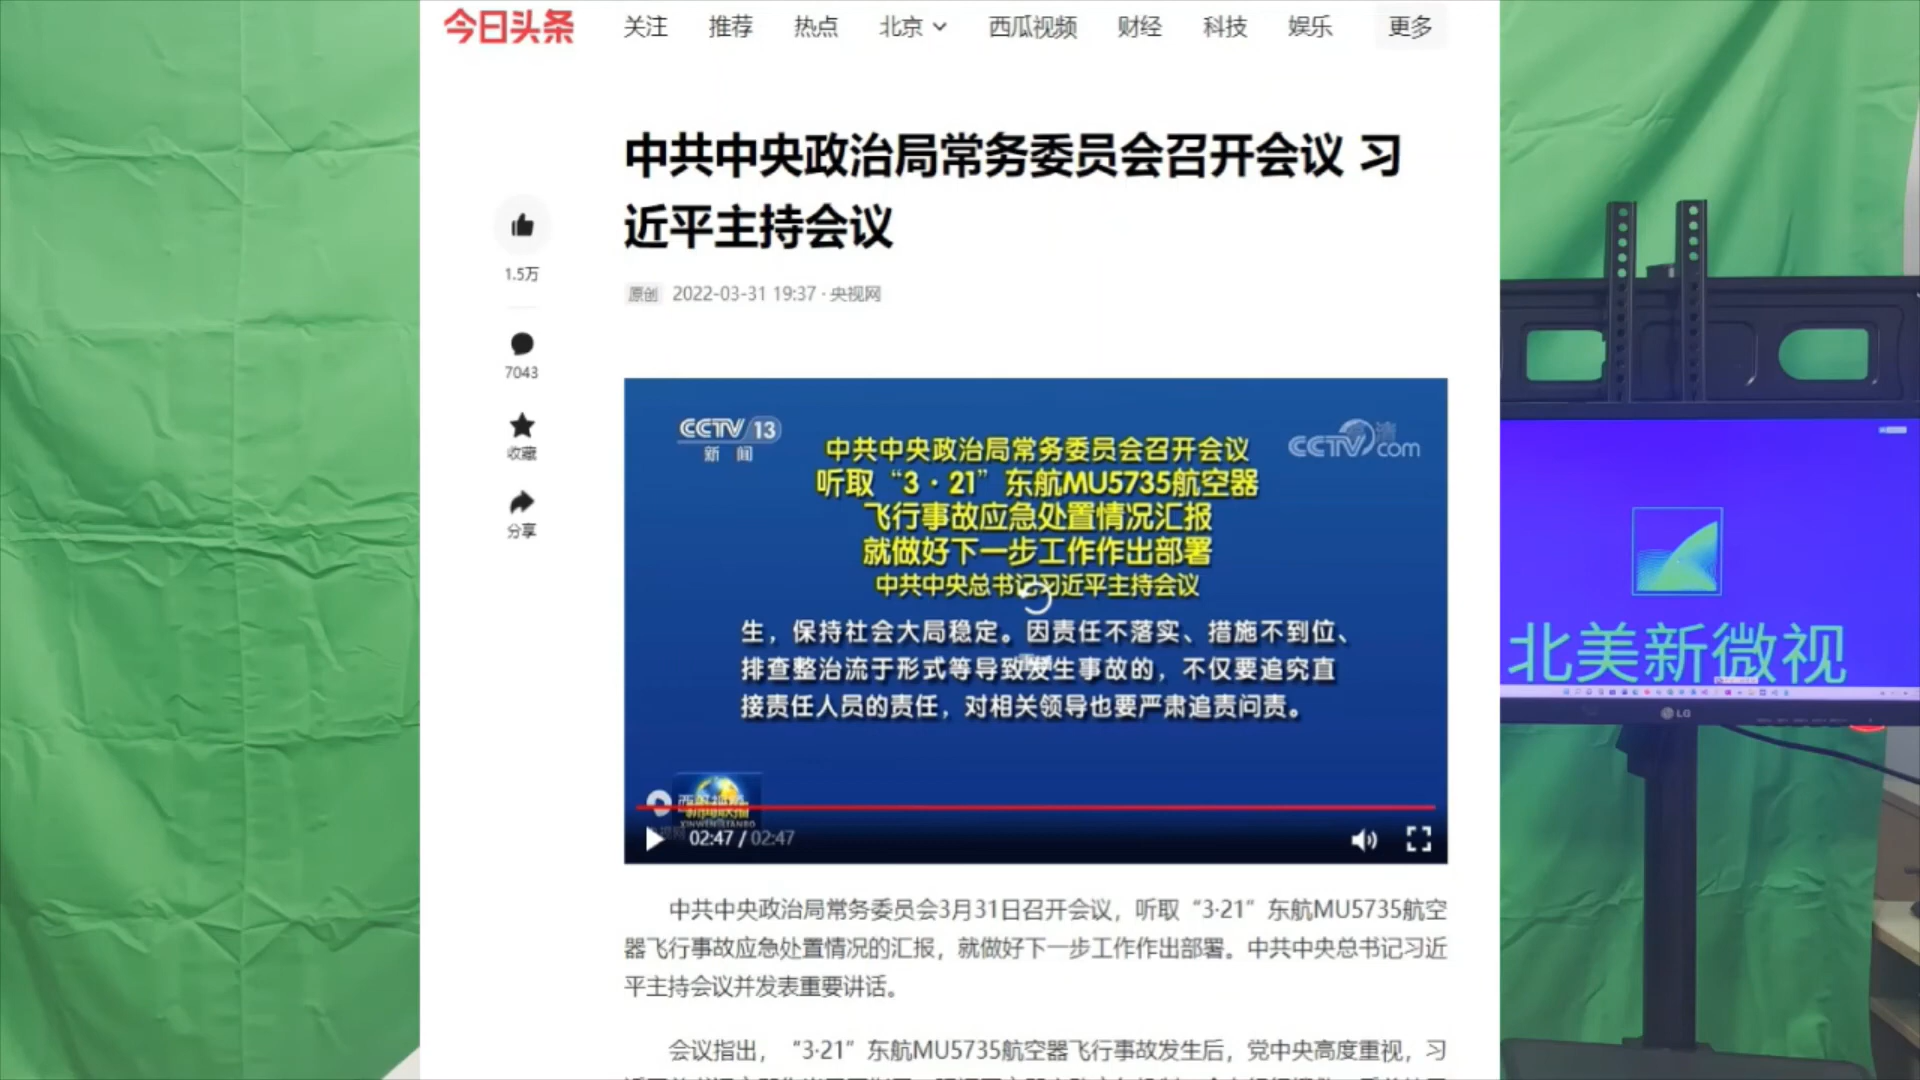 今日头条
关注 推荐 热点 北京 西瓜视频 财经 科技 娱乐 更多
中共中央政治局常务委员会召开会议 习
近平主持会议
原创 2022-03-31 19:37 · 央视网
1.5万
7043
收藏
分享
CCTV 13
新 闻
CCTV.com
中共中央政治局常务委员会召开会议
听取“3·21”东航MU5735航空器
飞行事故应急处置情况汇报
就做好下一步工作作出部署
中共中央总书记习近平主持会议
生，保持社会大局稳定。因责任不落实、措施不到位、
排查整治流于形式等导致发生事故的，不仅要追究直
接责任人员的责任，对相关领导也要严肃追责问责。
02:47 / 02:47
中共中央政治局常务委员会3月31日召开会议，听取“3·21”东航MU5735航空
器飞行事故应急处置情况的汇报，就做好下一步工作作出部署。中共中央总书记习近
平主持会议并发表重要讲话。
会议指出，“3·21”东航MU5735航空器飞行事故发生后，党中央高度重视，习
北美新微视
LG